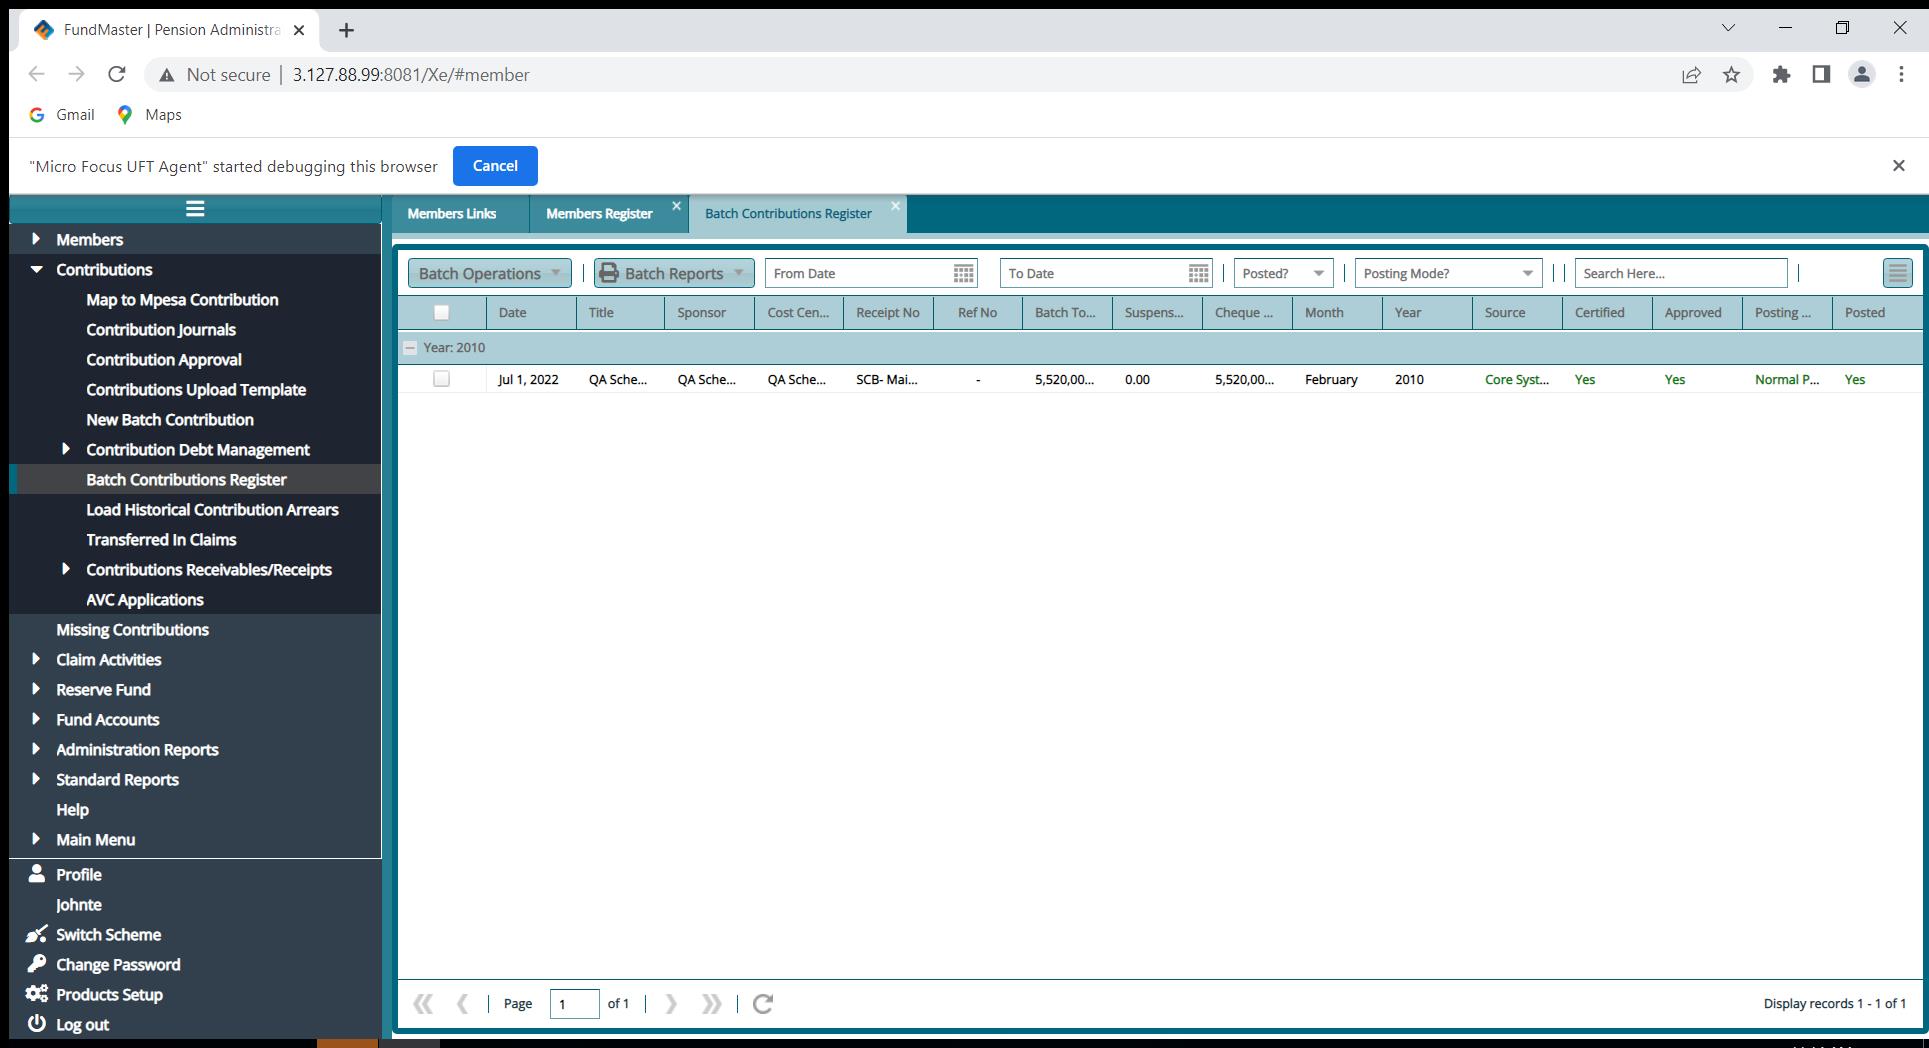 FundMaster | Pension Administra
Not secure | 3.127.88.99:8081/Xe/#member
Gmail Maps
"Micro Focus UFT Agent" started debugging this browser Cancel
Members Links Members Register Batch Contributions Register
Members
Contributions
Map to Mpesa Contribution
Contribution Journals
Contribution Approval
Contributions Upload Template
New Batch Contribution
Contribution Debt Management
Batch Contributions Register
Load Historical Contribution Arrears
Transferred In Claims
Contributions Receivables/Receipts
AVC Applications
Missing Contributions
Claim Activities
Reserve Fund
Fund Accounts
Administration Reports
Standard Reports
Help
Main Menu
Profile
Johnte
Switch Scheme
Change Password
Products Setup
Log out
Batch Operations Batch Reports From Date To Date Posted? Posting Mode? Search Here...
Date Title Sponsor Cost Cen... Receipt No Ref No Batch To... Suspens... Cheque ... Month Year Source Certified Approved Posting ... Posted
Year: 2010
Jul 1, 2022 QA Sche... QA Sche... QA Sche... SCB- Mai... - 5,520,00... 0.00 5,520,00... February 2010 Core Syst... Yes Yes Normal P... Yes
Page 1 of 1 Display records 1 - 1 of 1